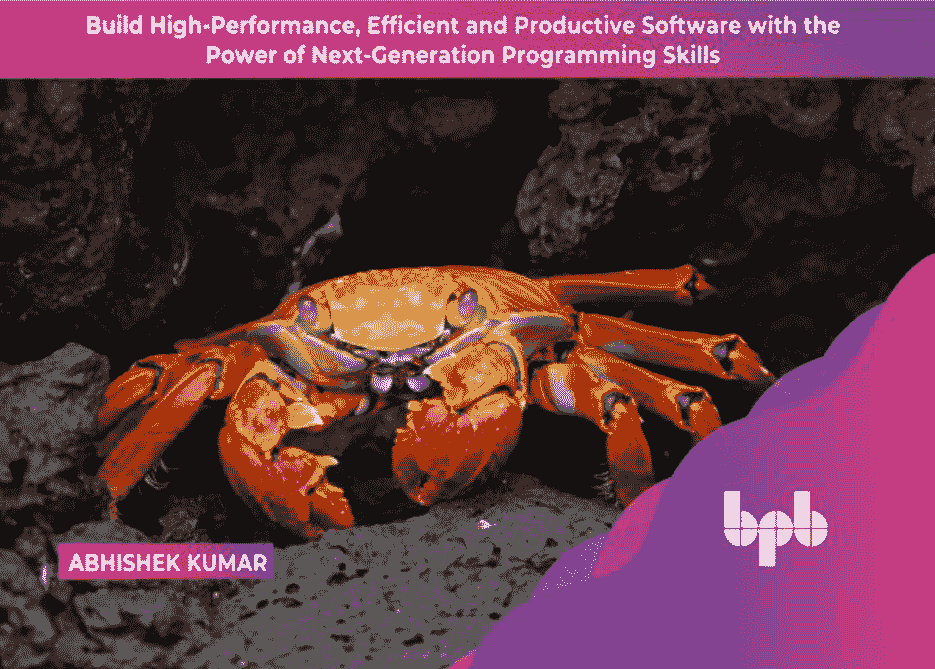 Build High-Performance, Efficient and Productive Software with the
Power of Next-Generation Programming Skills
ABHISHEK KUMAR
bpb